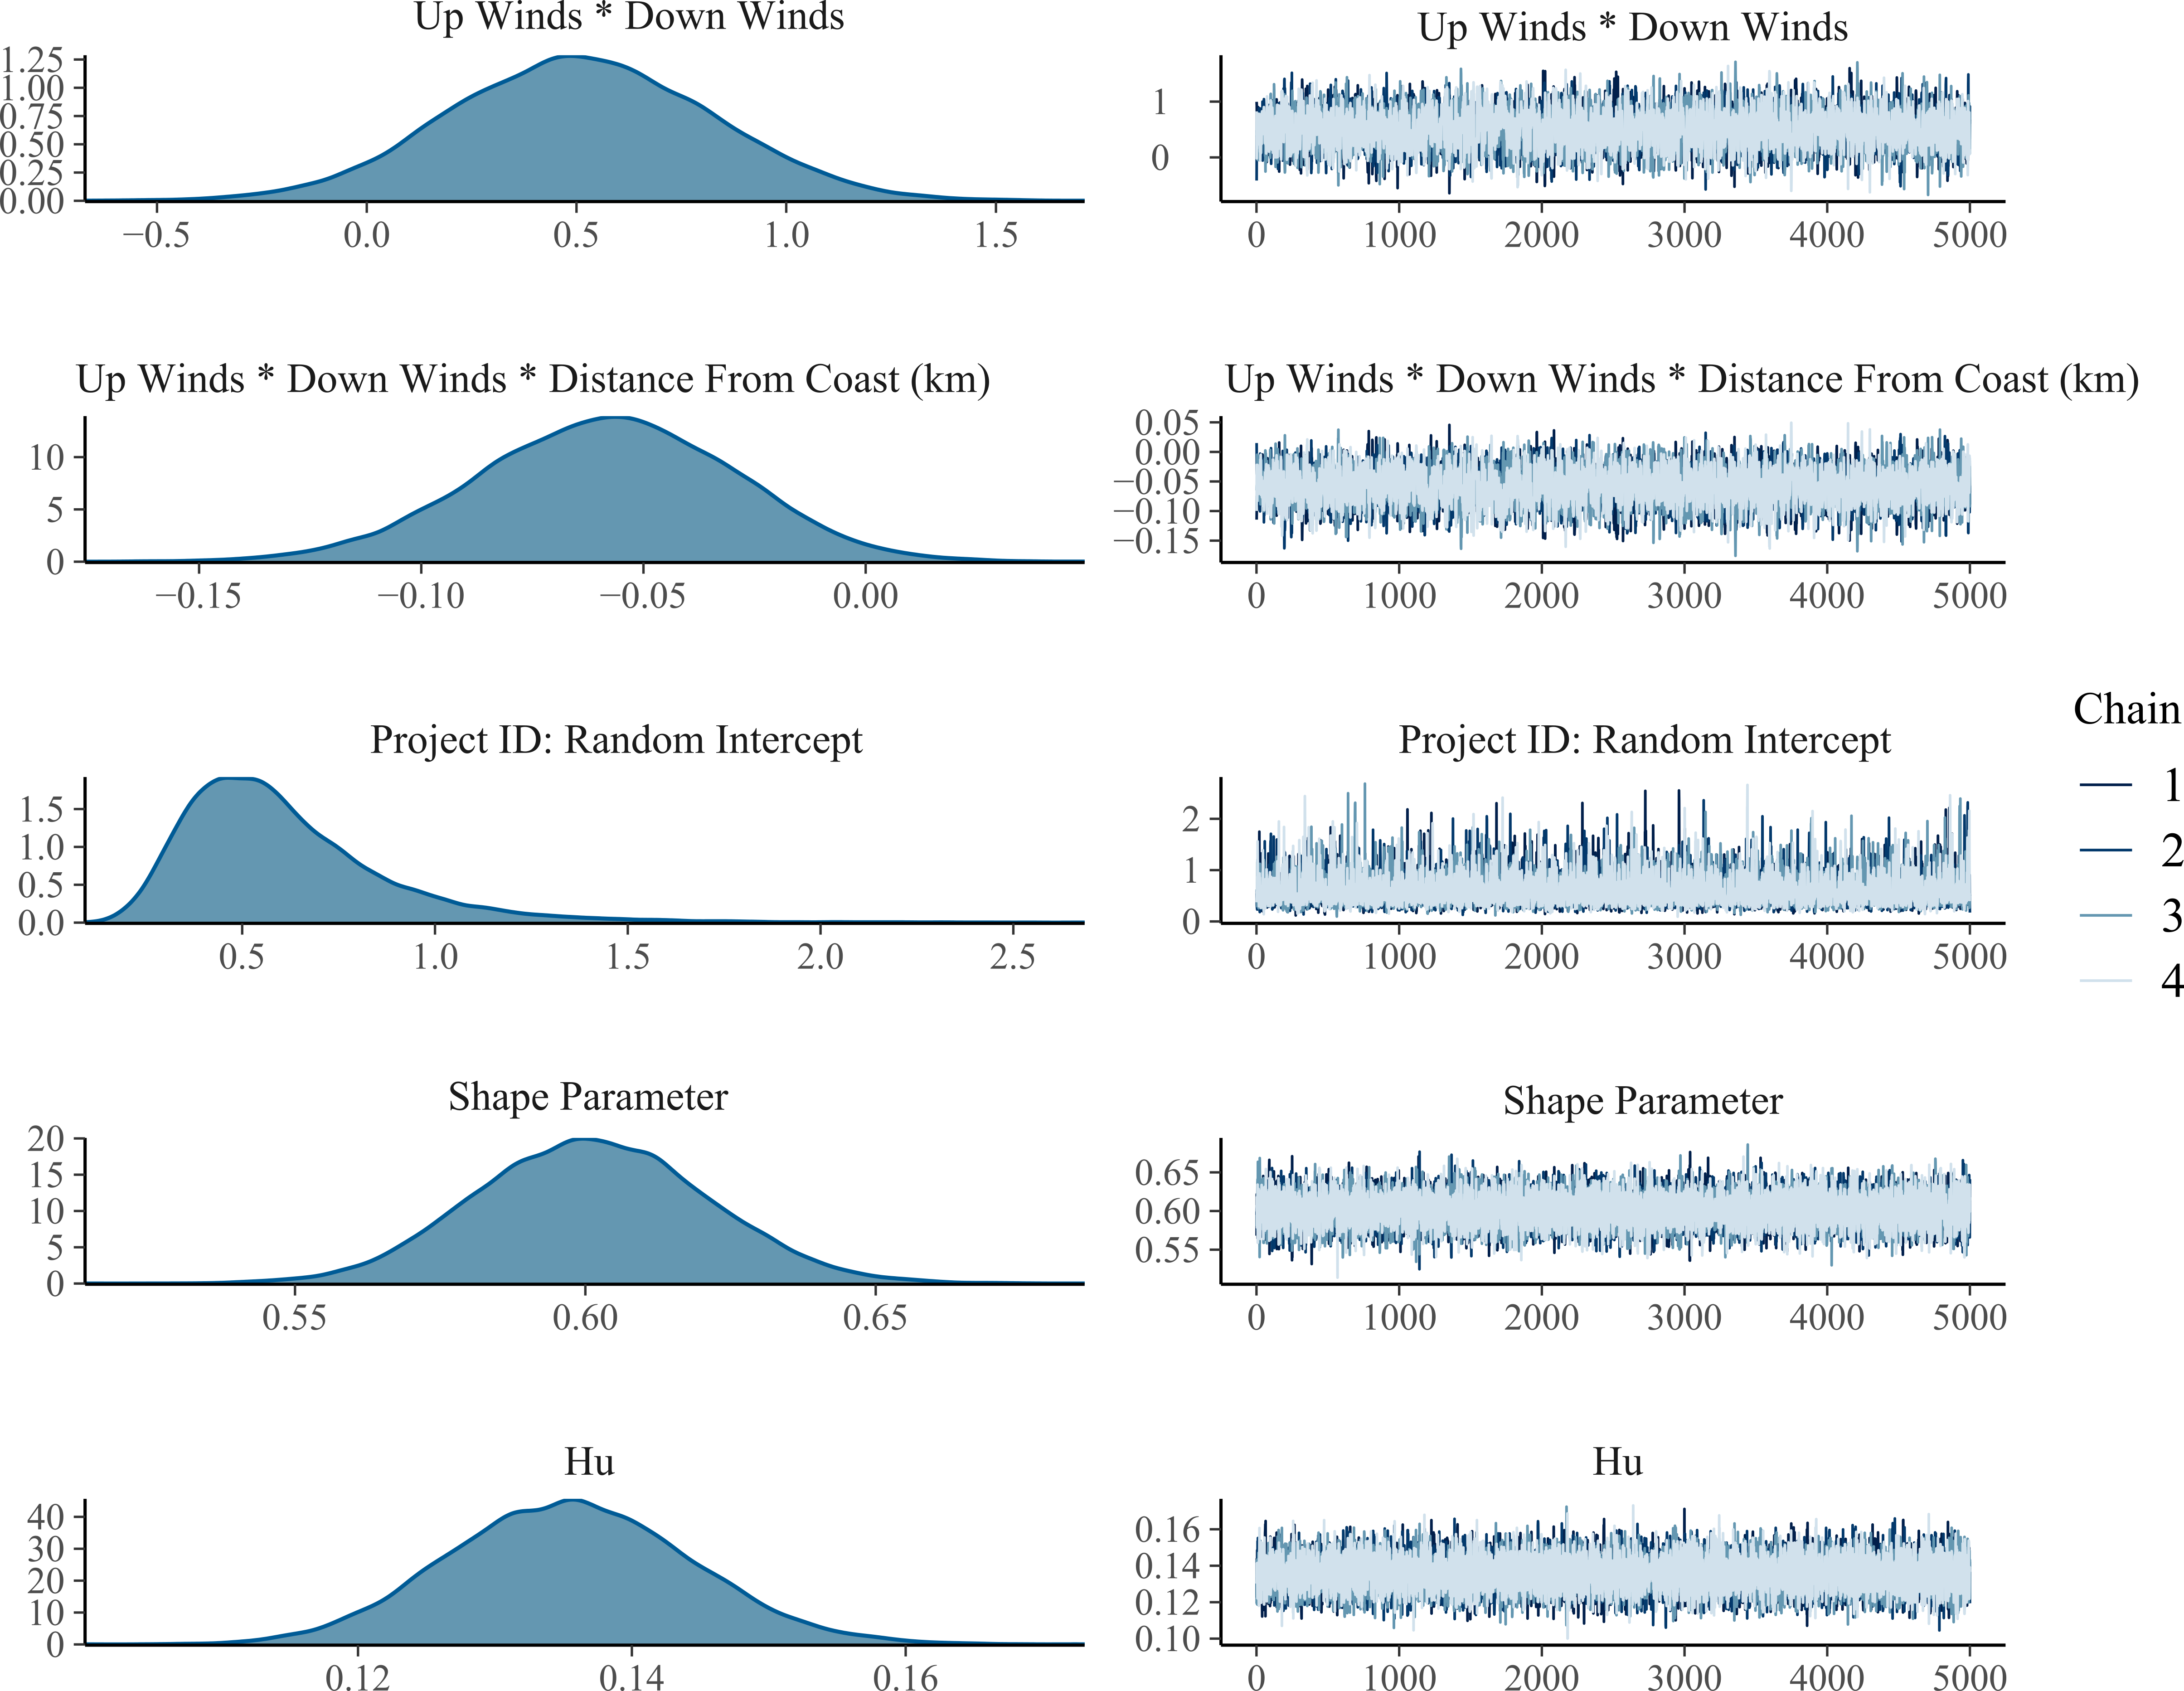 Up Winds * Down Winds
1.25
1.00
0.75
0.50
0.25
0.00
−0.5 0.0 0.5 1.0 1.5
Up Winds * Down Winds
1
0
0 1000 2000 3000 4000 5000
Up Winds * Down Winds * Distance From Coast (km)
10
5
0
−0.15 −0.10 −0.05 0.00
Up Winds * Down Winds * Distance From Coast (km)
0.05
0.00
−0.05
−0.10
−0.15
0 1000 2000 3000 4000 5000
Project ID: Random Intercept
1.5
1.0
0.5
0.0
0.5 1.0 1.5 2.0 2.5
Project ID: Random Intercept
2
1
0
0 1000 2000 3000 4000 5000
Chain
1
2
3
4
Shape Parameter
20
15
10
5
0
0.55 0.60 0.65
Shape Parameter
0.65
0.60
0.55
0 1000 2000 3000 4000 5000
Hu
40
30
20
10
0
0.12 0.14 0.16
Hu
0.16
0.14
0.12
0.10
0 1000 2000 3000 4000 5000